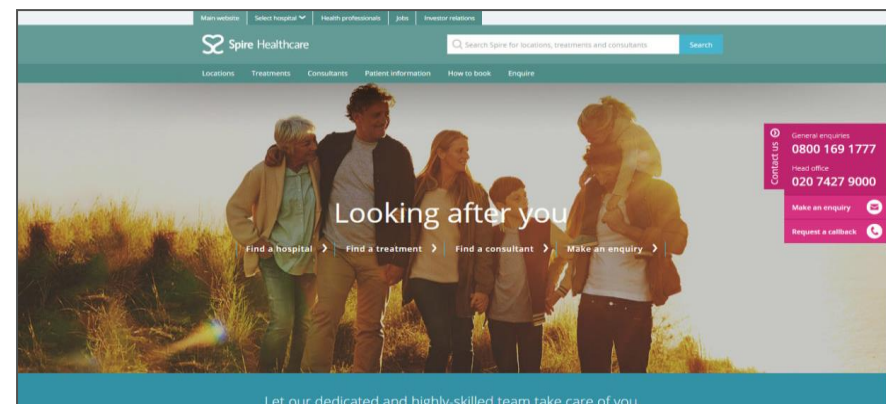 Main website Select hospital Health professionals Jobs Investor relations
Spire Healthcare
Search Spire for locations, treatments and consultants Search
Locations Treatments Consultants Patient information How to book Enquire
Contact us
General enquiries
0800 169 1777
Head office
020 7427 9000
Make an enquiry
Request a callback
Looking after you
Find a hospital Find a treatment Find a consultant Make an enquiry
Let our dedicated and highly-skilled team take care of you